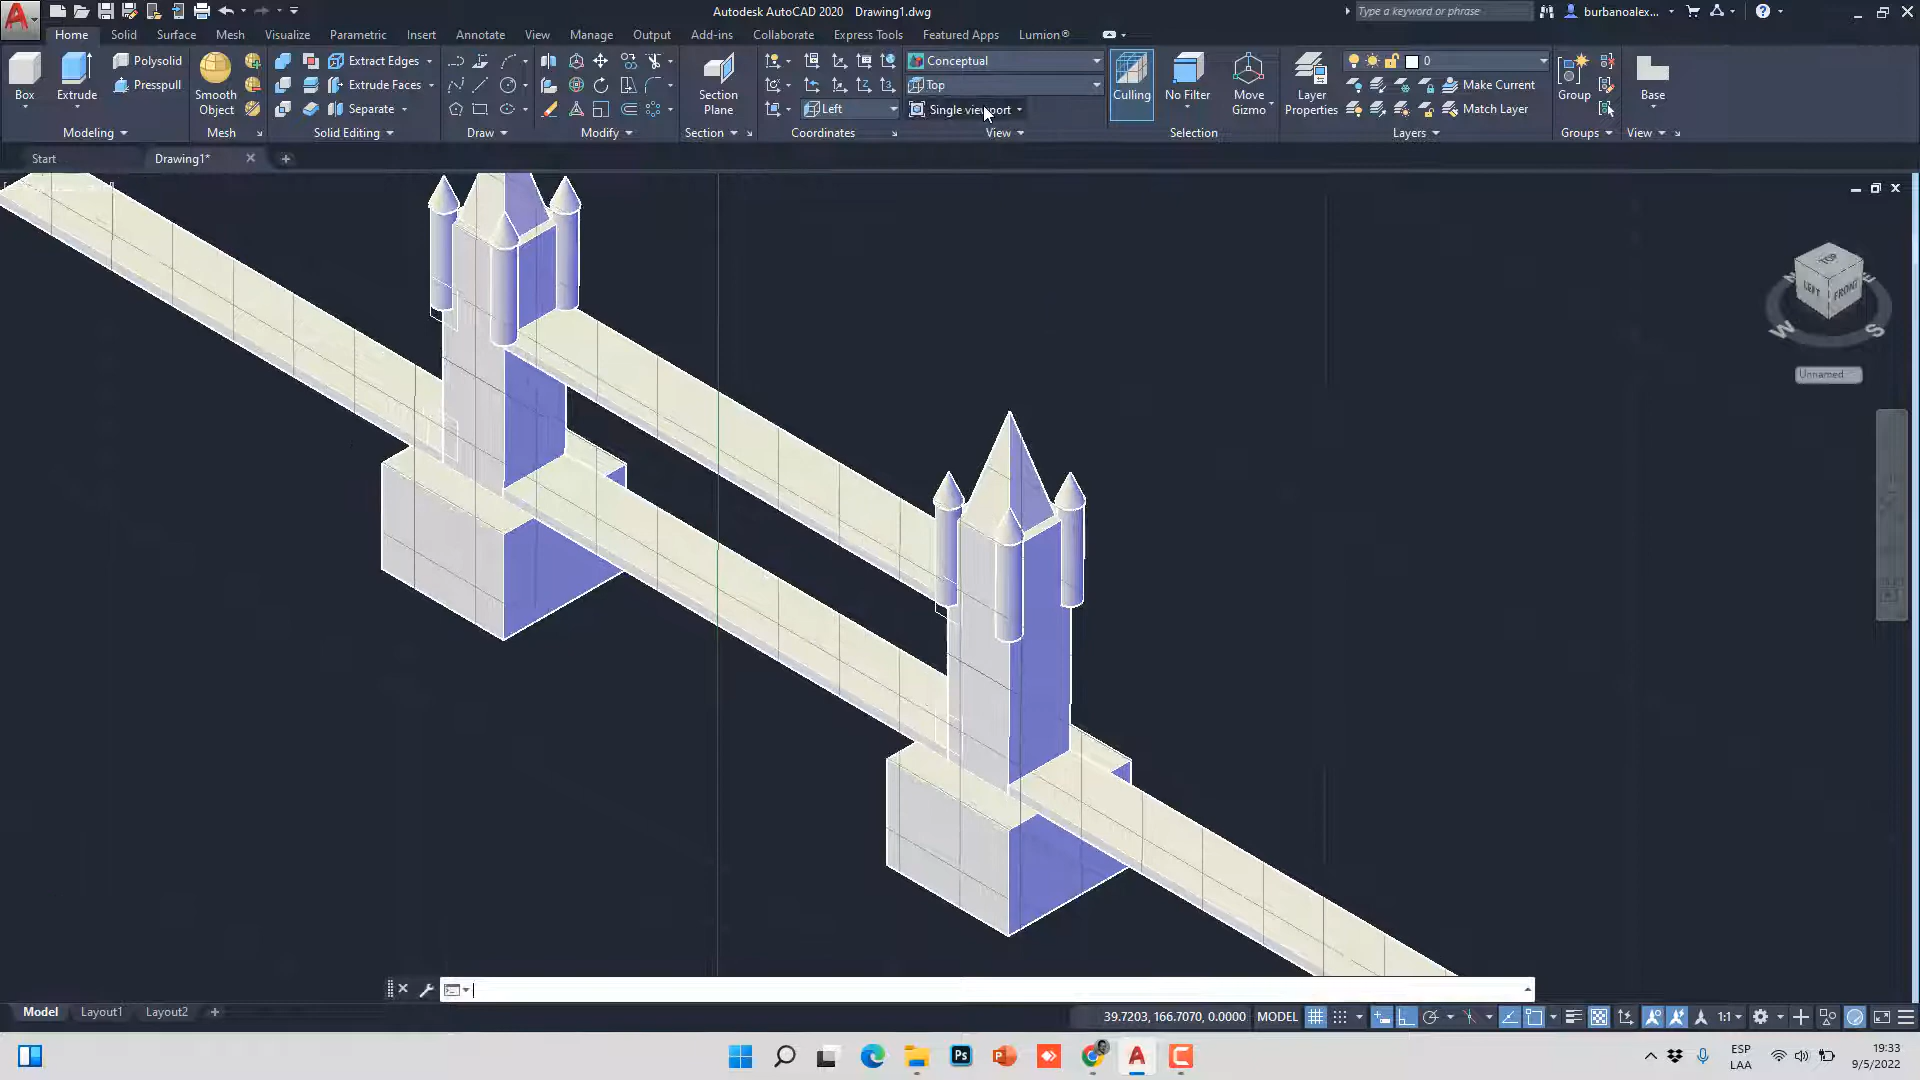 Autodesk AutoCAD 2020 Drawing1.dwg
Type a keyword or phrase
burbanoalex...
Home Solid Surface Mesh Visualize Parametric Insert Annotate View Manage Output Add-ins Collaborate Express Tools Featured Apps Lumion®
Box
Extrude
Polysolid
Presspull
Modeling
Smooth
Object
Mesh
Extract Edges
Extrude Faces
Separate
Solid Editing
Draw
Modify
Section
Plane
Section
Left
Coordinates
Conceptual
Top
Single viewport
View
Culling
No Filter
Move
Gizmo
Selection
Layer
Properties
0
Make Current
Match Layer
Layers
Group
Groups
Base
View
Start
Drawing1*
TOP
LEFT
FRONT
W
S
Unnamed
Model Layout1 Layout2
39.7203, 166.7070, 0.0000 MODEL
1:1
Ps
ESP
LAA
19:33
9/5/2022